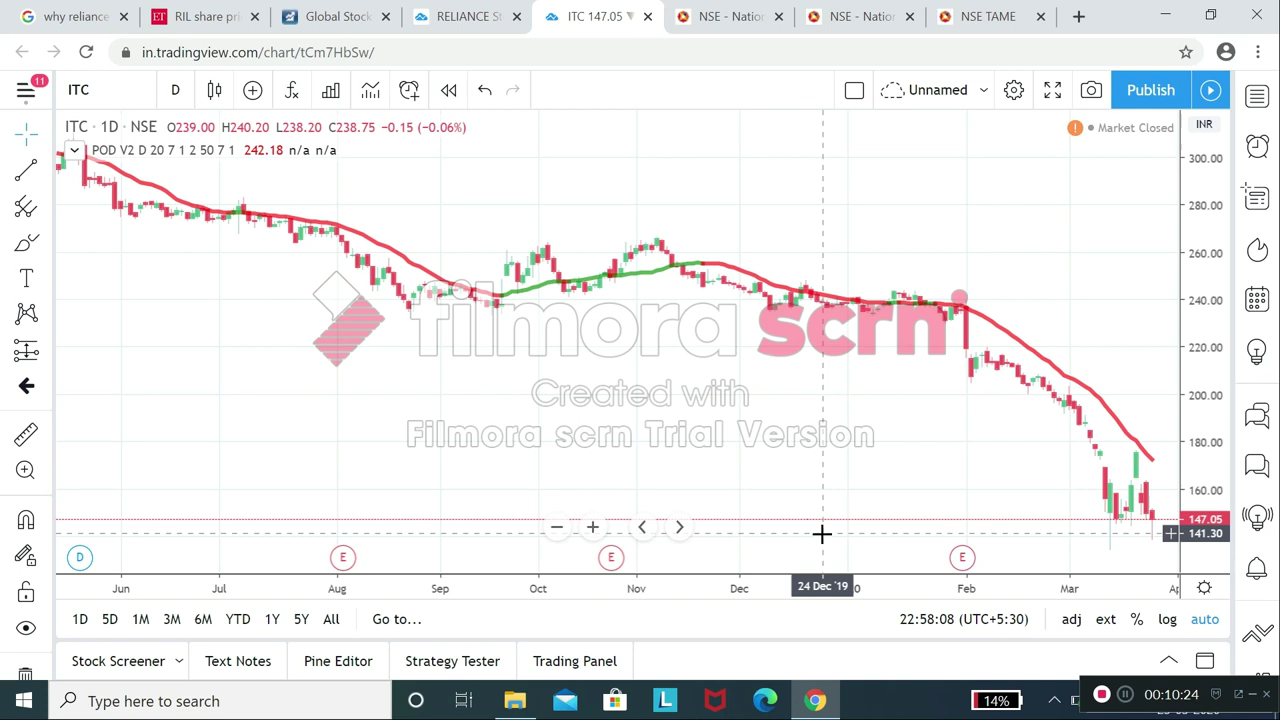 why relianc
RIL share pri
Global Stock
RELIANCE St
ITC 147.05 ▼
NSE - Nation
NSE - Nation
NSE TAME
in.tradingview.com/chart/tCm7HbSw/
11
ITC
D
Unnamed
Publish
ITC · 1D · NSE O239.00 H240.20 L238.20 C238.75 -0.15 (-0.06%)
Market Closed
INR
POD V2 D 20 7 1 2 50 7 1 242.18 n/a n/a
300.00
280.00
260.00
240.00
220.00
200.00
180.00
160.00
147.05
141.30
filmora scrn
Created with
Filmora scrn Trial Version
D E E E
Jun Jul Aug Sep Oct Nov Dec 24 Dec '19 0 Feb Mar Ap
1D 5D 1M 3M 6M YTD 1Y 5Y All Go to... 22:58:08 (UTC+5:30) adj ext % log auto
Stock Screener Text Notes Pine Editor Strategy Tester Trading Panel
Type here to search
L
14%
00:10:24